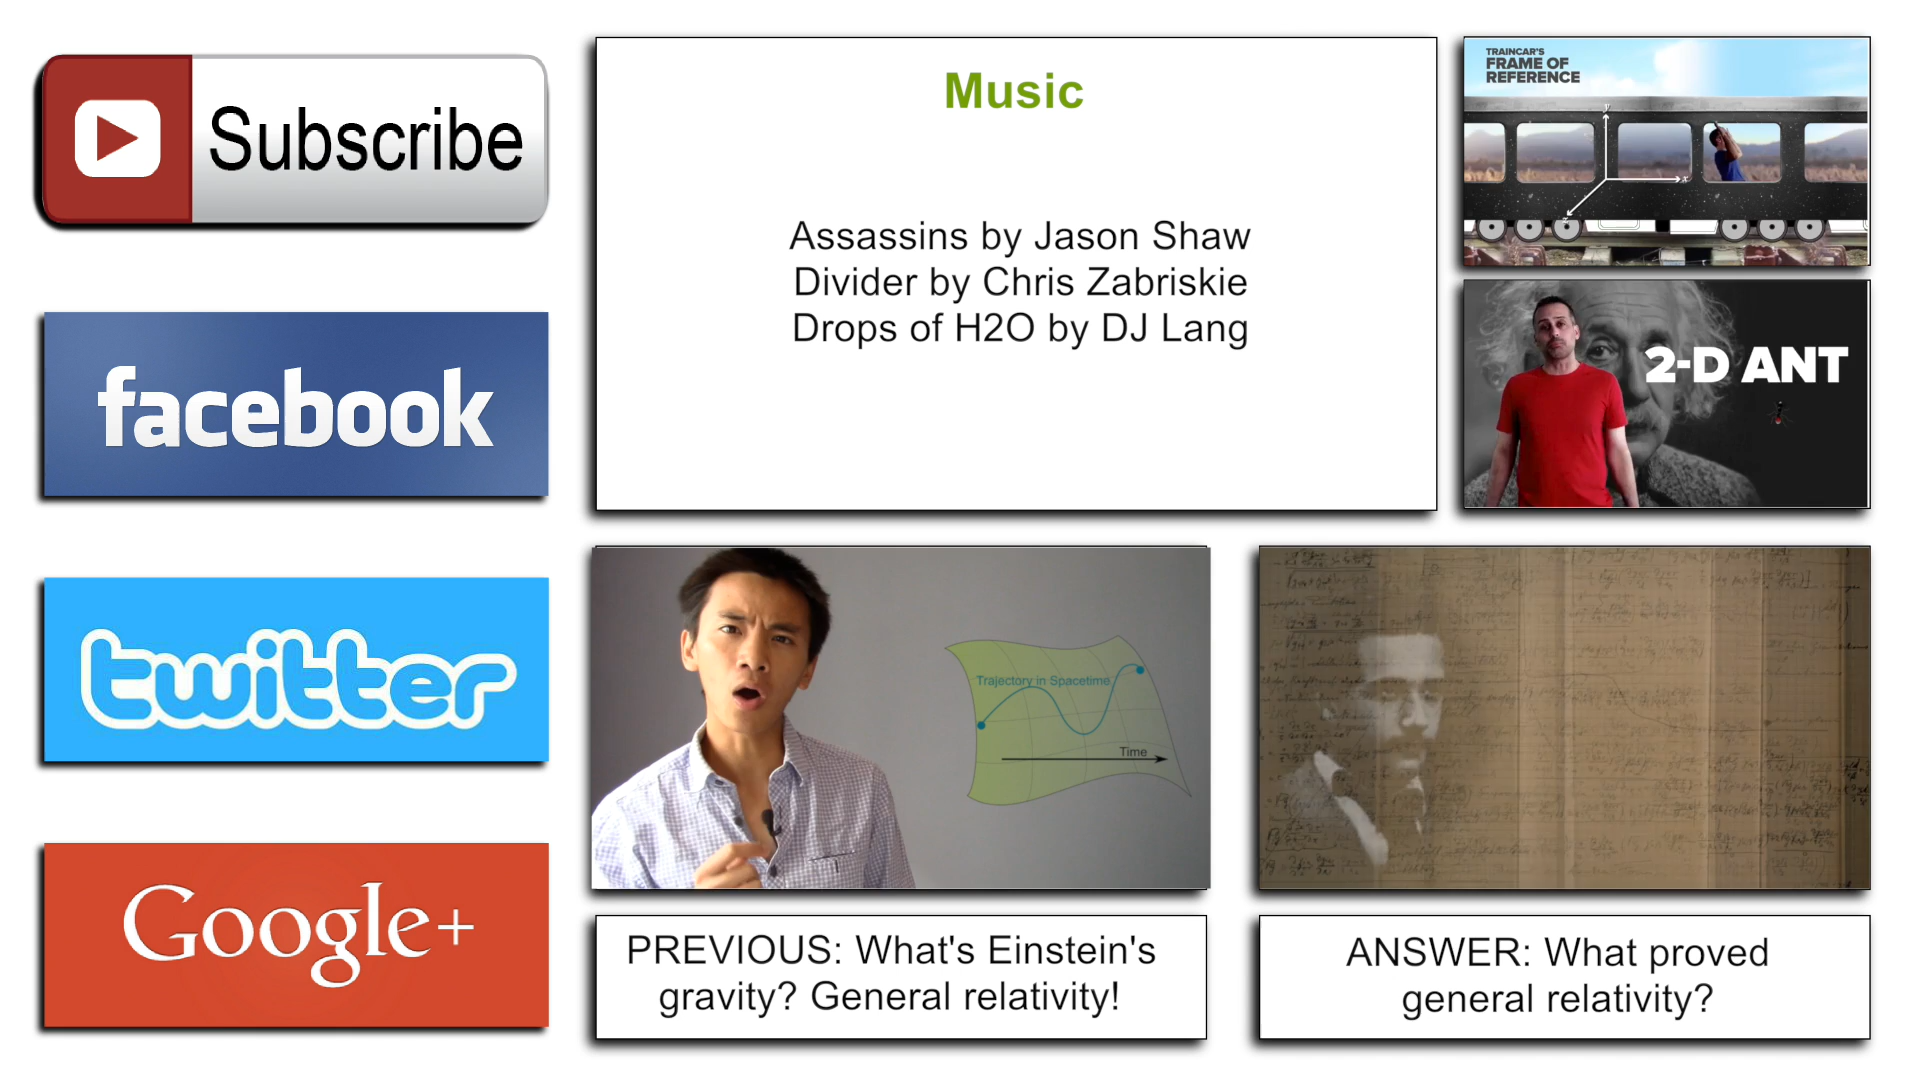 Subscribe
facebook
twitter
Google+
Music
Assassins by Jason Shaw
Divider by Chris Zabriskie
Drops of H2O by DJ Lang
TRAINCAR'S
FRAME OF
REFERENCE
y
x
z
2-D ANT
Trajectory in Spacetime
Time
PREVIOUS: What's Einstein's
gravity? General relativity!
ANSWER: What proved
general relativity?